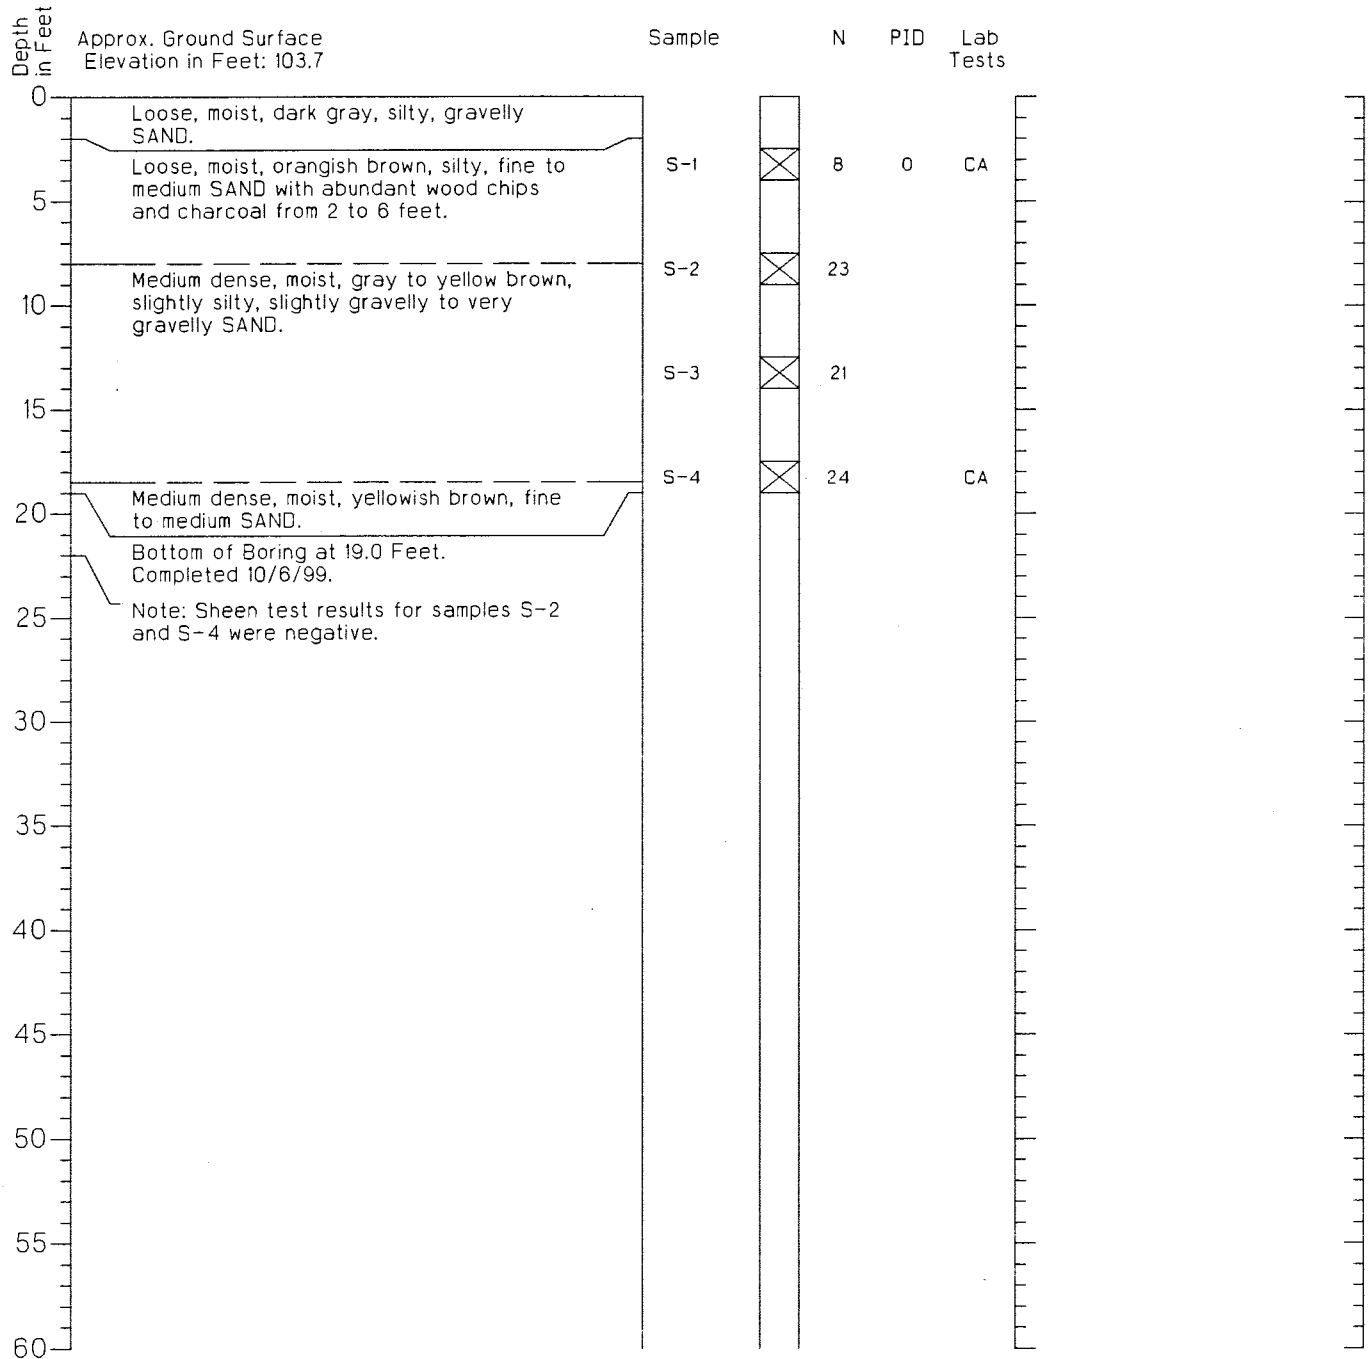 Depth
in Feet
Approx. Ground Surface
Elevation in Feet: 103.7
Sample
N
PID
Lab
Tests
0
Loose, moist, dark gray, silty, gravelly
SAND.
Loose, moist, orangish brown, silty, fine to
medium SAND with abundant wood chips
and charcoal from 2 to 6 feet.
S-1
8
0
CA
5
Medium dense, moist, gray to yellow brown,
slightly silty, slightly gravelly to very
gravelly SAND.
S-2
23
10
S-3
21
15
S-4
24
CA
Medium dense, moist, yellowish brown, fine
to medium SAND.
20
Bottom of Boring at 19.0 Feet.
Completed 10/6/99.
Note: Sheen test results for samples S-2
and S-4 were negative.
25
30
35
40
45
50
55
60